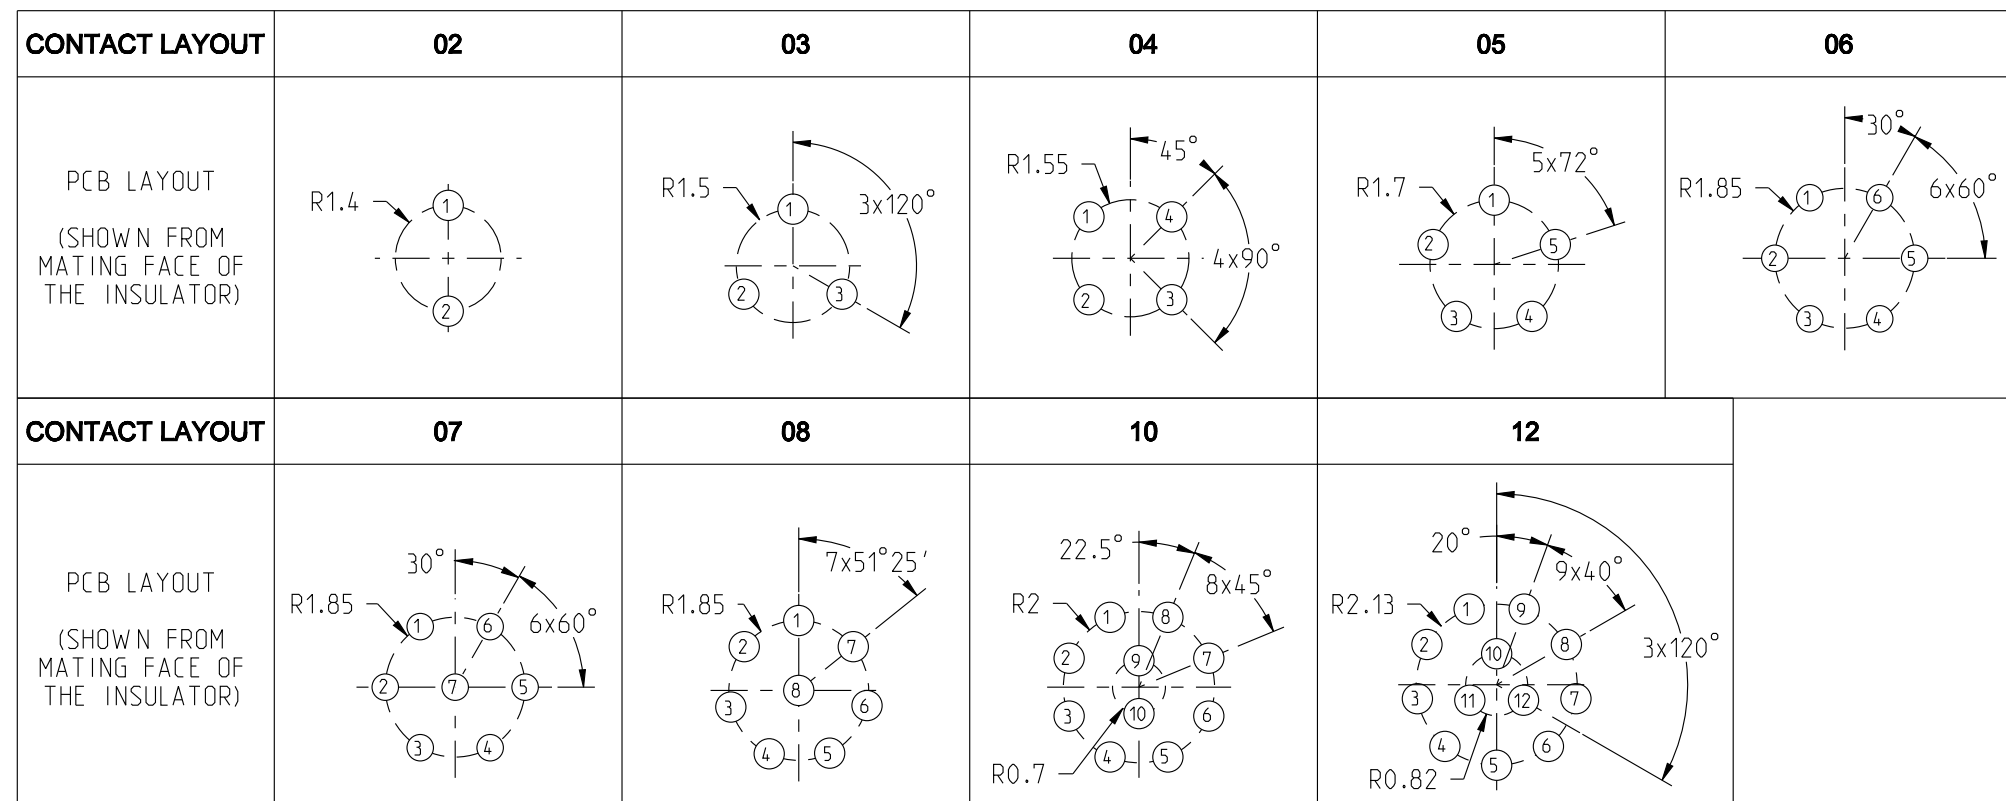 CONTACT LAYOUT 02 03 04 05 06
PCB LAYOUT
(SHOWN FROM
MATING FACE OF
THE INSULATOR)
R1.4
1
2
R1.5
3x120°
1
2
3
R1.55
45°
4x90°
1
4
2
3
R1.7
5x72°
1
2
5
3
4
R1.85
30°
6x60°
1
6
2
5
3
4
CONTACT LAYOUT 07 08 10 12
PCB LAYOUT
(SHOWN FROM
MATING FACE OF
THE INSULATOR)
30°
R1.85
6x60°
1
6
2
7
5
3
4
7x51°25'
R1.85
1
2
7
8
3
6
4
5
22.5°
8x45°
R2
1
8
2
9
7
3
10
6
4
5
R0.7
20°
9x40°
R2.13
3x120°
1
9
2
8
10
3
11
12
7
4
6
5
R0.82